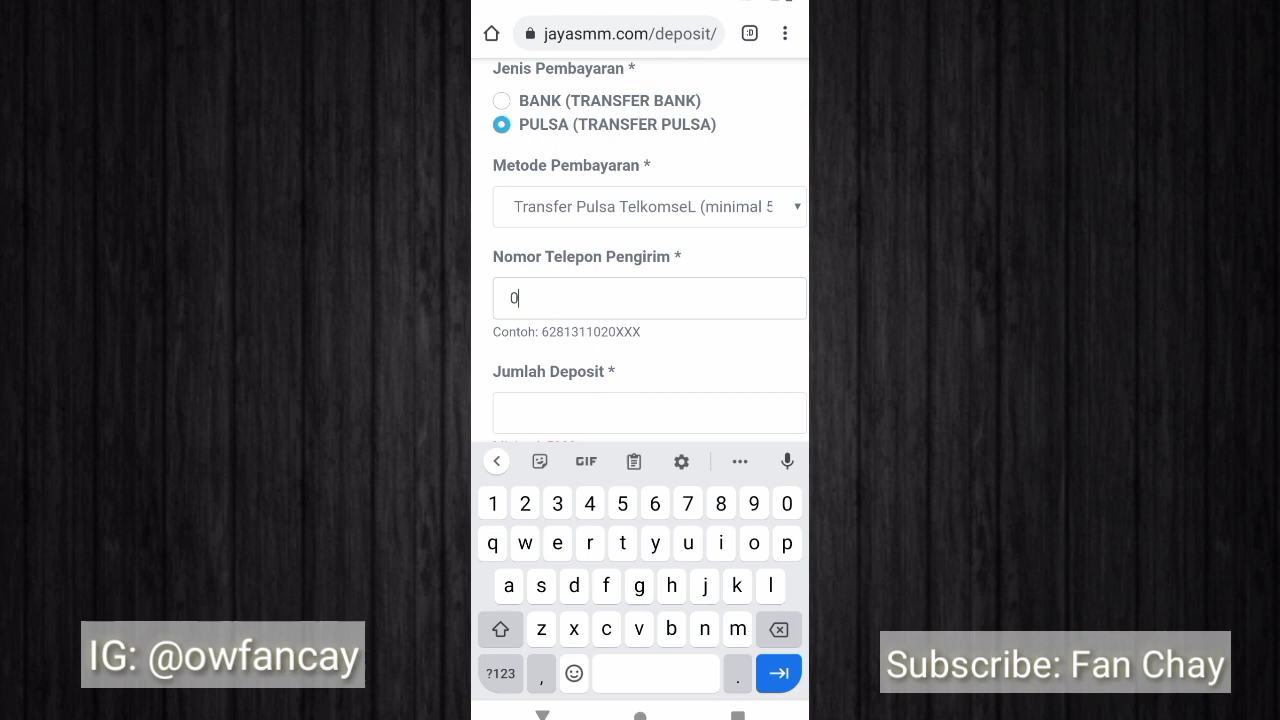 jayasmm.com/deposit/
:D
Jenis Pembayaran *
BANK (TRANSFER BANK)
PULSA (TRANSFER PULSA)
Metode Pembayaran *
Transfer Pulsa TelkomseL (minimal 5
Nomor Telepon Pengirim *
0
Contoh: 6281311020XXX
Jumlah Deposit *
GIF
1 2 3 4 5 6 7 8 9 0
q w e r t y u i o p
a s d f g h j k l
z x c v b n m
?123 , .
IG: @owfancay
Subscribe: Fan Chay